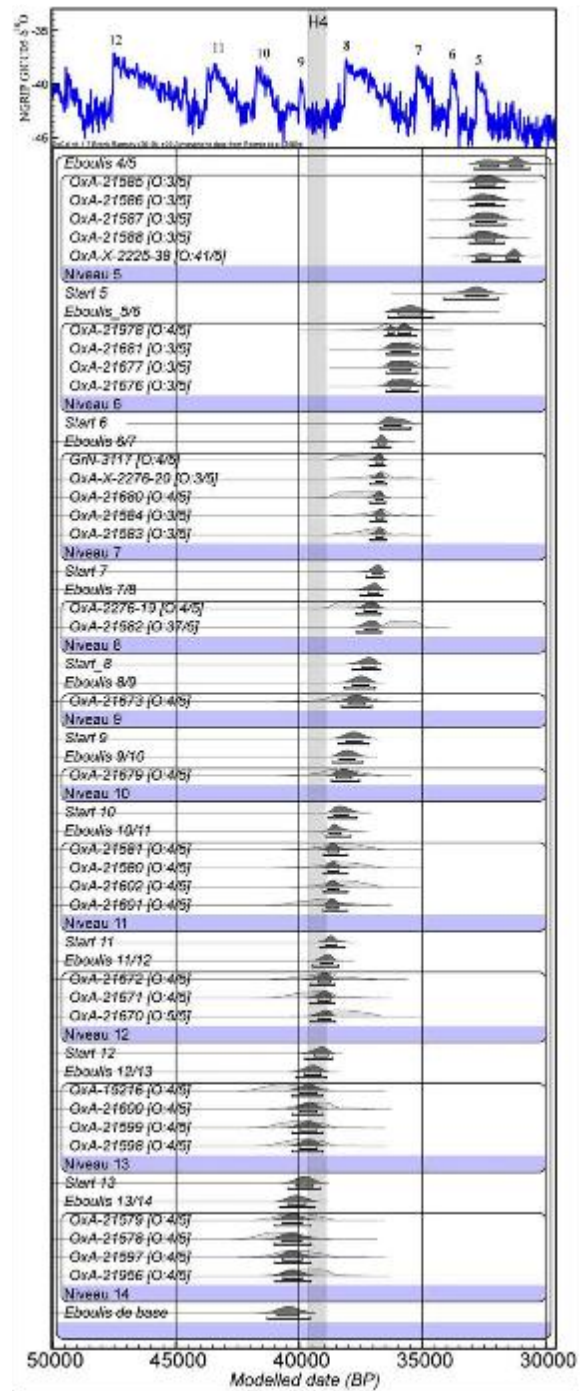 H4
NGRIP GICC05 δ18O
-38
-40
-46
12
11
10
9
8
7
6
5
Eboulis 4/5
OxA-21585 [O:3/5]
OxA-21586 [O:3/5]
OxA-21587 [O:3/5]
OxA-21588 [O:3/5]
OxA-X-2225-38 [O:41/5]
Niveau 5
Start 5
Eboulis_5/6
OxA-21578 [O:4/5]
OxA-21681 [O:3/5]
OxA-21677 [O:3/5]
OxA-21676 [O:3/5]
Niveau 6
Start 6
Eboulis 6/7
GrN-3117 [O:4/5]
OxA-X-2276-20 [O:3/5]
OxA-21680 [O:4/5]
OxA-21584 [O:3/5]
OxA-21583 [O:3/5]
Niveau 7
Start 7
Eboulis 7/8
OxA-2276-19 [O:4/5]
OxA-21582 [O:37/5]
Niveau 8
Start_8
Eboulis 8/9
OxA-21673 [O:4/5]
Niveau 9
Start 9
Eboulis 9/10
OxA-21679 [O:4/5]
Niveau 10
Start 10
Eboulis 10/11
OxA-21581 [O:4/5]
OxA-21580 [O:4/5]
OxA-21602 [O:4/5]
OxA-21601 [O:4/5]
Niveau 11
Start 11
Eboulis 11/12
OxA-21672 [O:4/5]
OxA-21671 [O:4/5]
OxA-21670 [O:5/5]
Niveau 12
Start 12
Eboulis 12/13
OxA-15216 [O:4/5]
OxA-21600 [O:4/5]
OxA-21599 [O:4/5]
OxA-21598 [O:4/5]
Niveau 13
Start 13
Eboulis 13/14
OxA-21579 [O:4/5]
OxA-21578 [O:4/5]
OxA-21597 [O:4/5]
OxA-21956 [O:4/5]
Niveau 14
Eboulis de base
50000 45000 40000 35000 30000
Modelled date (BP)